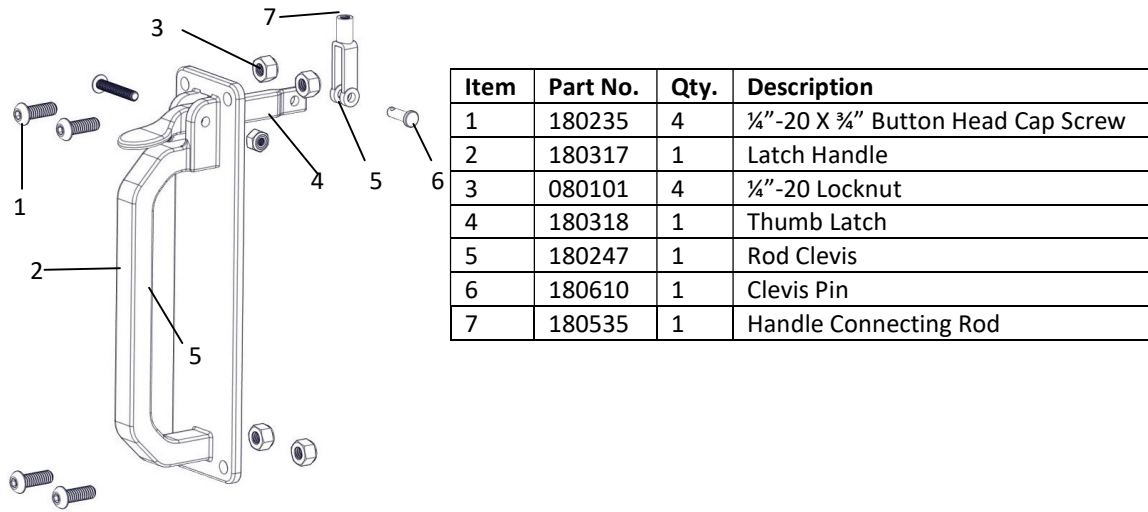 7
3
1
4
5
6
2
5
Item Part No. Qty. Description
1 180235 4 ¼”-20 X ¾” Button Head Cap Screw
2 180317 1 Latch Handle
3 080101 4 ¼”-20 Locknut
4 180318 1 Thumb Latch
5 180247 1 Rod Clevis
6 180610 1 Clevis Pin
7 180535 1 Handle Connecting Rod